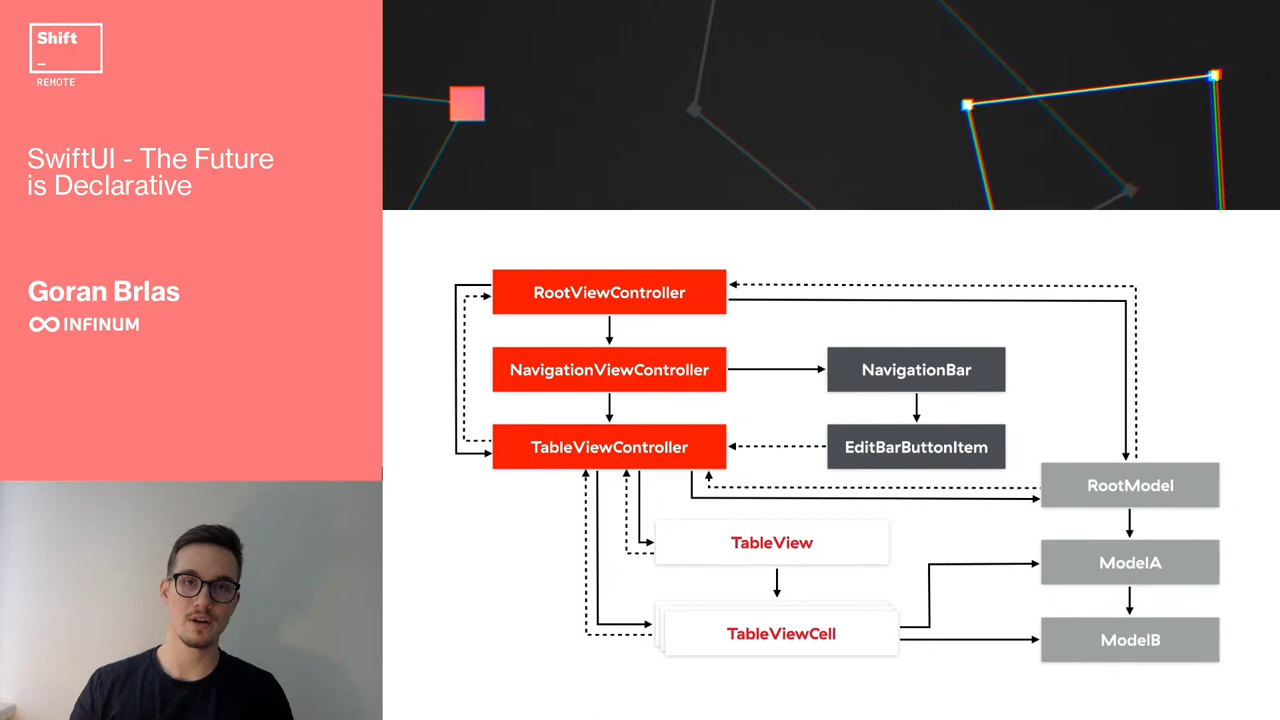 Shift
_
REMOTE
SwiftUI - The Future
is Declarative
Goran Brlas
INFINUM
RootViewController
NavigationViewController
NavigationBar
TableViewController
EditBarButtonItem
RootModel
TableView
ModelA
TableViewCell
ModelB